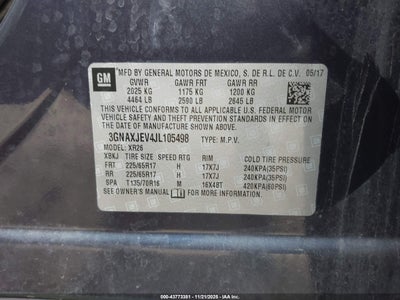 GM
MFD BY GENERAL MOTORS DE MEXICO, S. DE R.L. DE C.V. 05/17
GVWR GAWR FRT GAWR RR
2025 KG 1175 KG 1200 KG
4464 LB 2590 LB 2645 LB
THIS VEHICLE CONFORMS TO ALL APPLICABLE U.S.
FEDERAL MOTOR VEHICLE SAFETY, BUMPER, AND
THEFT PREVENTION STANDARDS IN EFFECT ON THE
DATE OF MANUFACTURE SHOWN ABOVE.
3GNAXJEV4JL105498 TYPE: M.P.V.
MODEL: XR26
XBKJ TIRE SIZE SPEED RTG RIM COLD TIRE PRESSURE
FRT 225/65R17 H 17X7J 240KPA(35PSI)
RR 225/65R17 H 17X7J 240KPA(35PSI)
SPA T135/70R16 M 16X4BT 420KPA(60PSI)
SEE OWNER'S MANUAL FOR MORE INFORMATION.
000-43773381 - 11/21/2025 - IAAI.COM